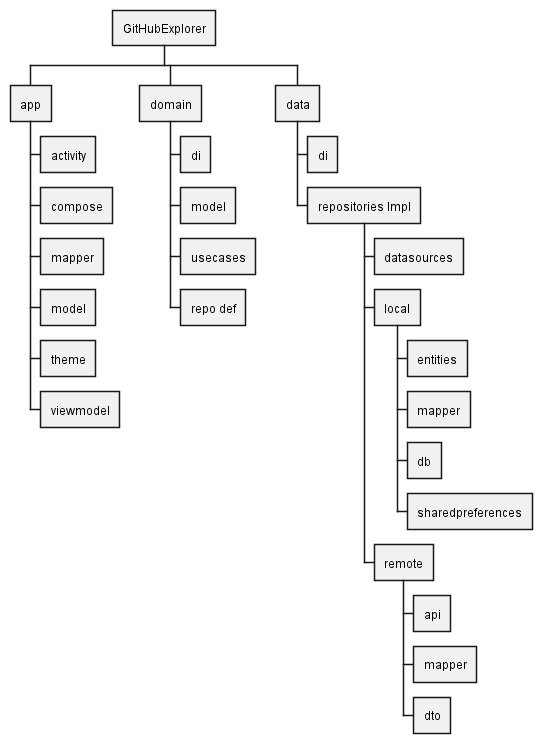 GitHubExplorer
app
domain
data
activity
compose
mapper
model
theme
viewmodel
di
model
usecases
repo def
di
repositories Impl
datasources
local
entities
mapper
db
sharedpreferences
remote
api
mapper
dto